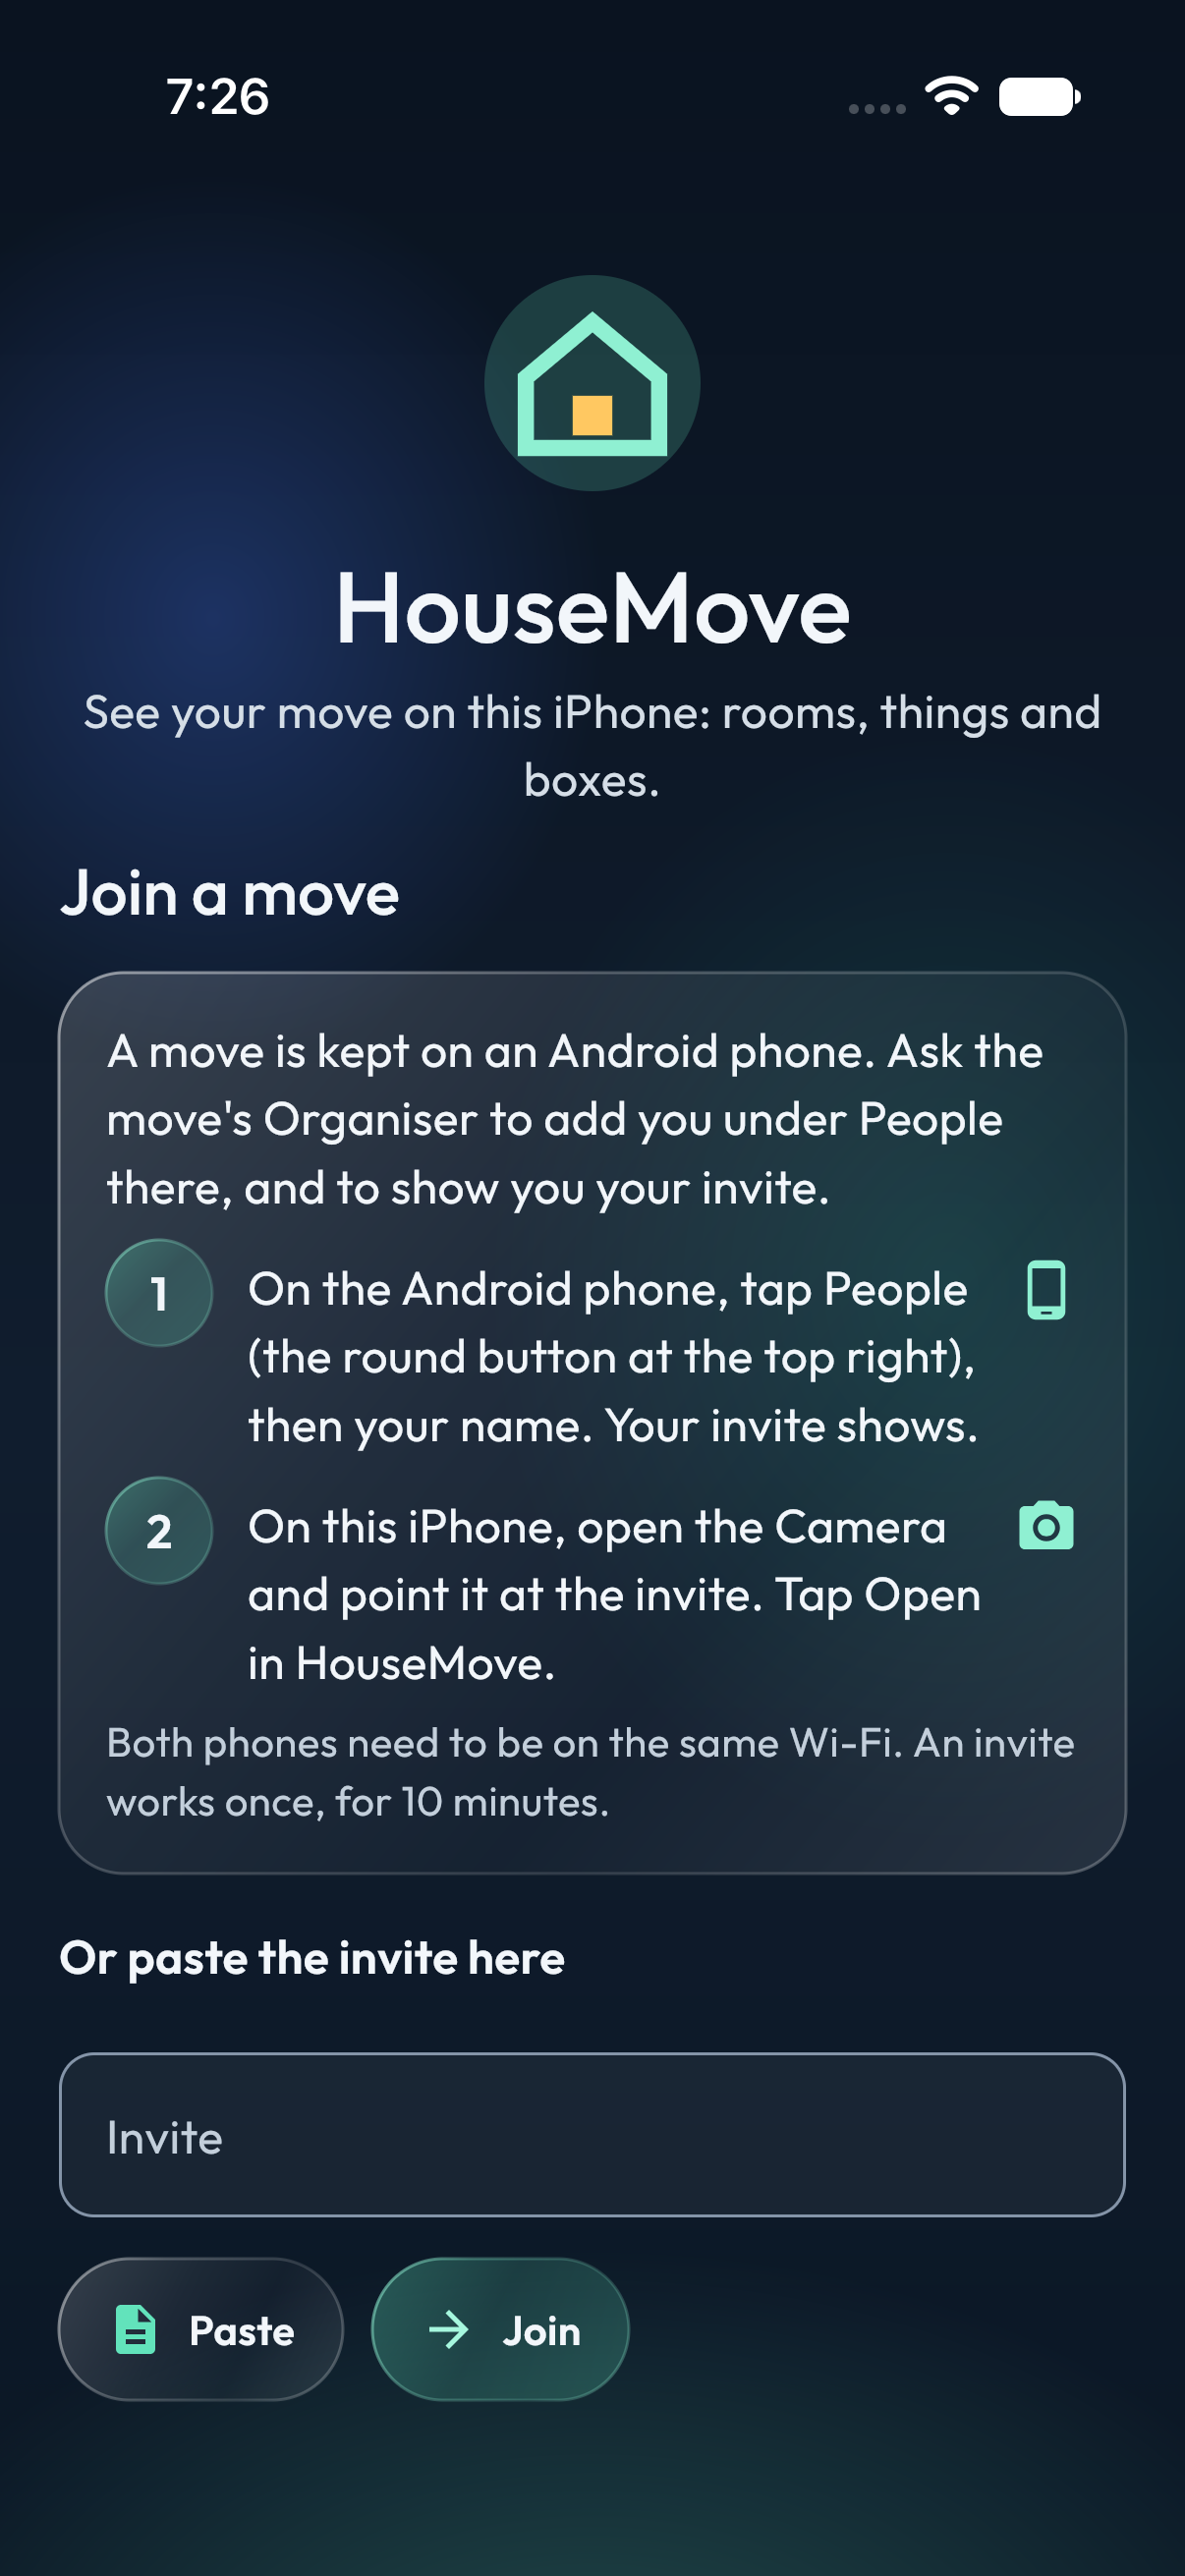 7:26
HouseMove
See your move on this iPhone: rooms, things and
boxes.
Join a move
A move is kept on an Android phone. Ask the
move's Organiser to add you under People
there, and to show you your invite.
1
On the Android phone, tap People
(the round button at the top right),
then your name. Your invite shows.
2
On this iPhone, open the Camera
and point it at the invite. Tap Open
in HouseMove.
Both phones need to be on the same Wi-Fi. An invite
works once, for 10 minutes.
Or paste the invite here
Invite
Paste
Join